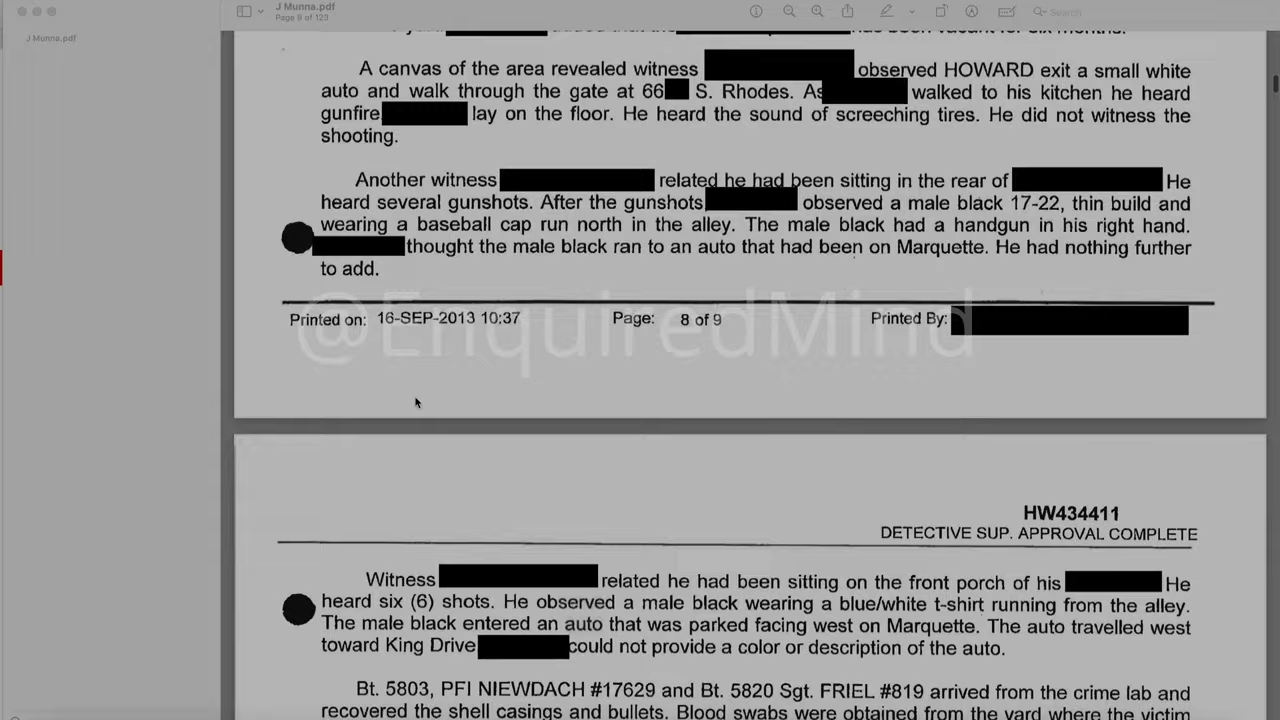 J Munna.pdf
Page 9 of 123
Search
J Munna.pdf
has been vacant for six months.
A canvas of the area revealed witness observed HOWARD exit a small white
auto and walk through the gate at 66 S. Rhodes. As walked to his kitchen he heard
gunfire. lay on the floor. He heard the sound of screeching tires. He did not witness the
shooting.
Another witness related he had been sitting in the rear of He
heard several gunshots. After the gunshots observed a male black 17-22, thin build and
wearing a baseball cap run north in the alley. The male black had a handgun in his right hand.
thought the male black ran to an auto that had been on Marquette. He had nothing further
to add.
Printed on: 16-SEP-2013 10:37 Page: 8 of 9 Printed By:
@EnquiredMind
HW434411
DETECTIVE SUP. APPROVAL COMPLETE
Witness related he had been sitting on the front porch of his He
heard six (6) shots. He observed a male black wearing a blue/white t-shirt running from the alley.
The male black entered an auto that was parked facing west on Marquette. The auto travelled west
toward King Drive could not provide a color or description of the auto.
Bt. 5803, PFI NIEWDACH #17629 and Bt. 5820 Sgt. FRIEL #819 arrived from the crime lab and
recovered the shell casings and bullets. Blood swabs were obtained from the yard where the victim